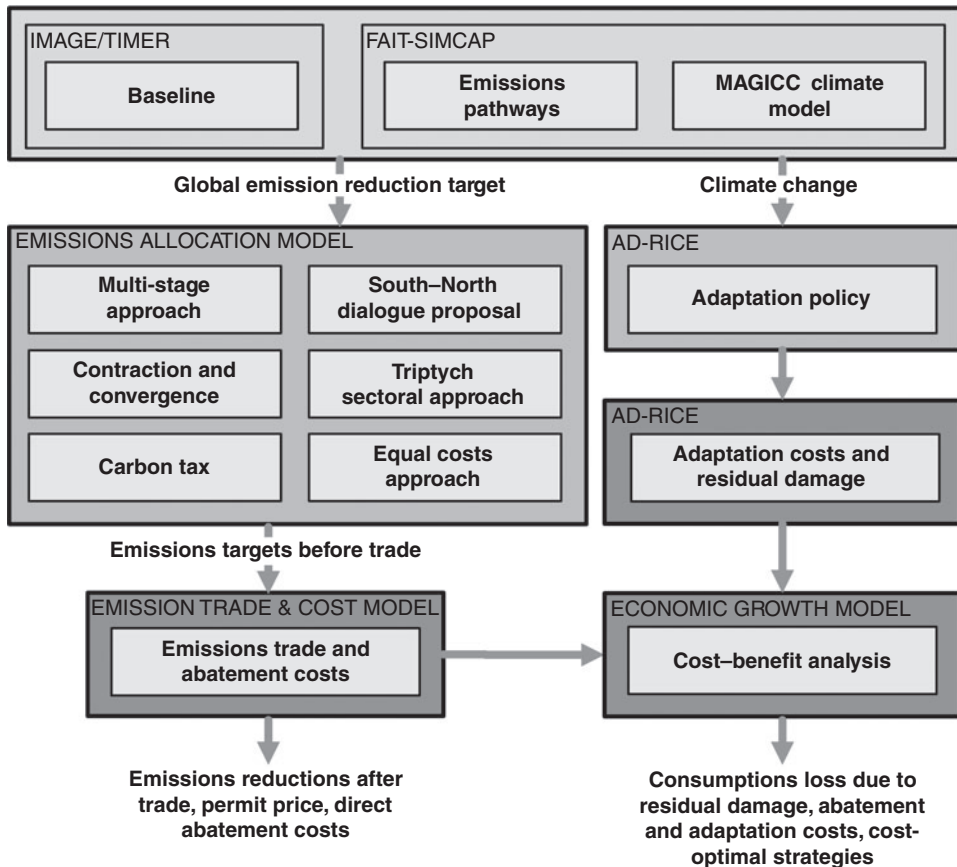 IMAGE/TIMER
Baseline
FAIT-SIMCAP
Emissions
pathways
MAGICC climate
model
Global emission reduction target
Climate change
EMISSIONS ALLOCATION MODEL
Multi-stage
approach
South–North
dialogue proposal
Contraction and
convergence
Triptych
sectoral approach
Carbon tax
Equal costs
approach
AD-RICE
Adaptation policy
AD-RICE
Adaptation costs and
residual damage
Emissions targets before trade
EMISSION TRADE & COST MODEL
Emissions trade and
abatement costs
ECONOMIC GROWTH MODEL
Cost–benefit analysis
Emissions reductions after
trade, permit price, direct
abatement costs
Consumptions loss due to
residual damage, abatement
and adaptation costs, cost-
optimal strategies